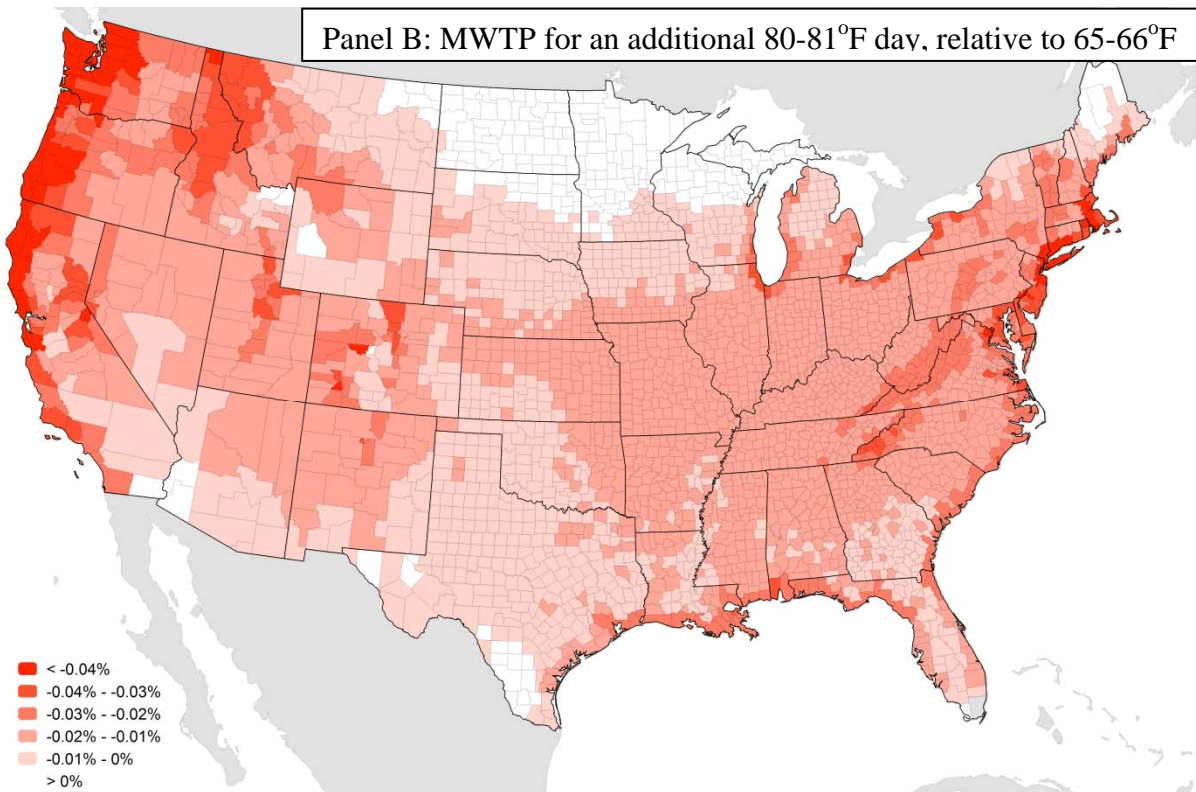 Panel B: MWTP for an additional 80-81°F day, relative to 65-66°F
< -0.04%
-0.04% - -0.03%
-0.03% - -0.02%
-0.02% - -0.01%
-0.01% - 0%
> 0%